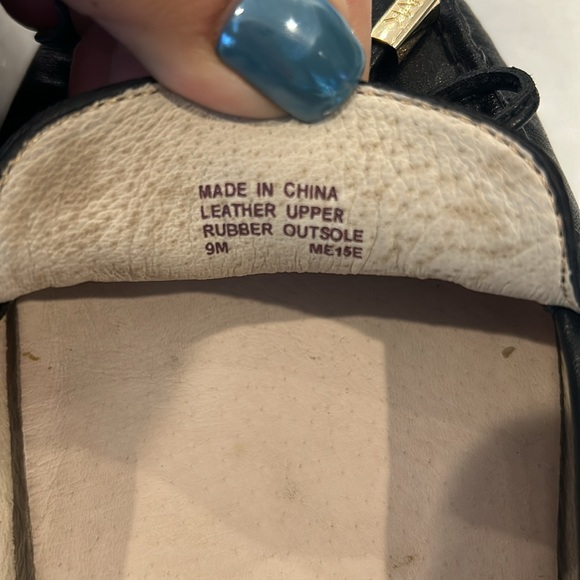 MADE IN CHINA
LEATHER UPPER
RUBBER OUTSOLE
9M ME15E